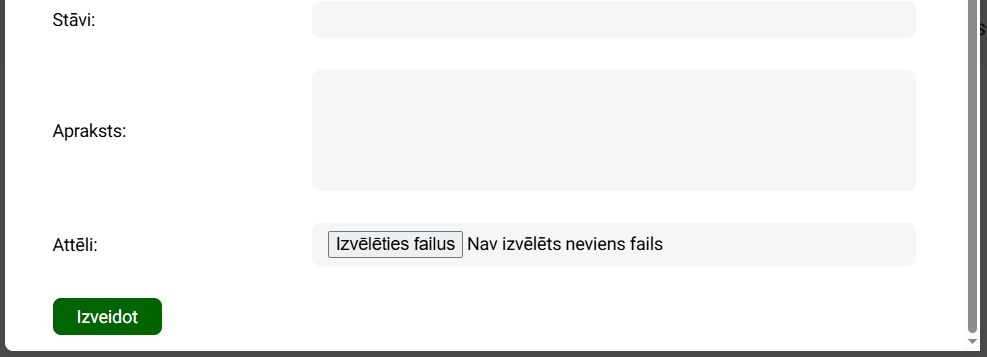 Stāvi:
Apraksts:
Attēli:
Izvēlēties failus Nav izvēlēts neviens fails
Izveidot